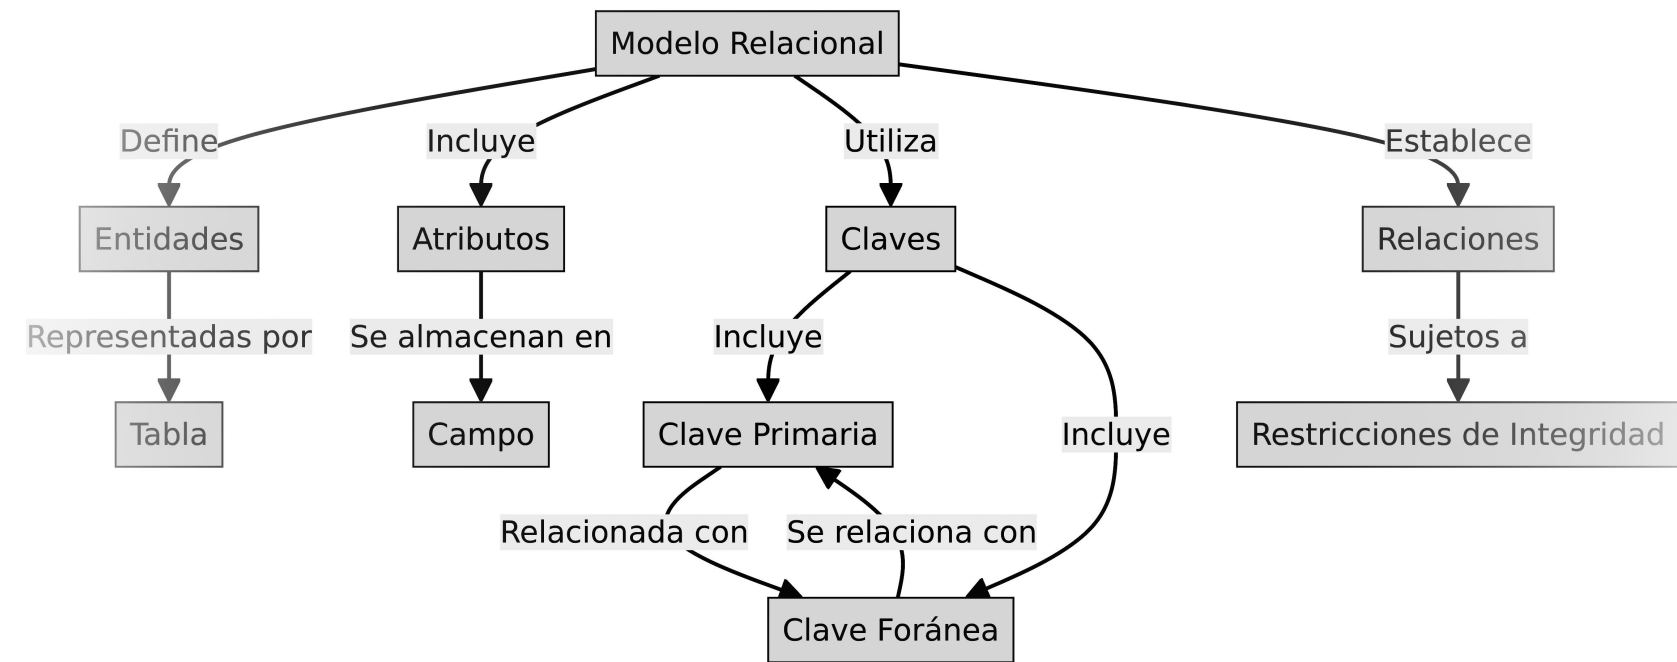 Modelo Relacional
Define
Incluye
Utiliza
Establece
Entidades
Atributos
Claves
Relaciones
Representadas por
Se almacenan en
Incluye
Sujetos a
Tabla
Campo
Clave Primaria
Incluye
Restricciones de Integridad
Relacionada con
Se relaciona con
Clave Foránea